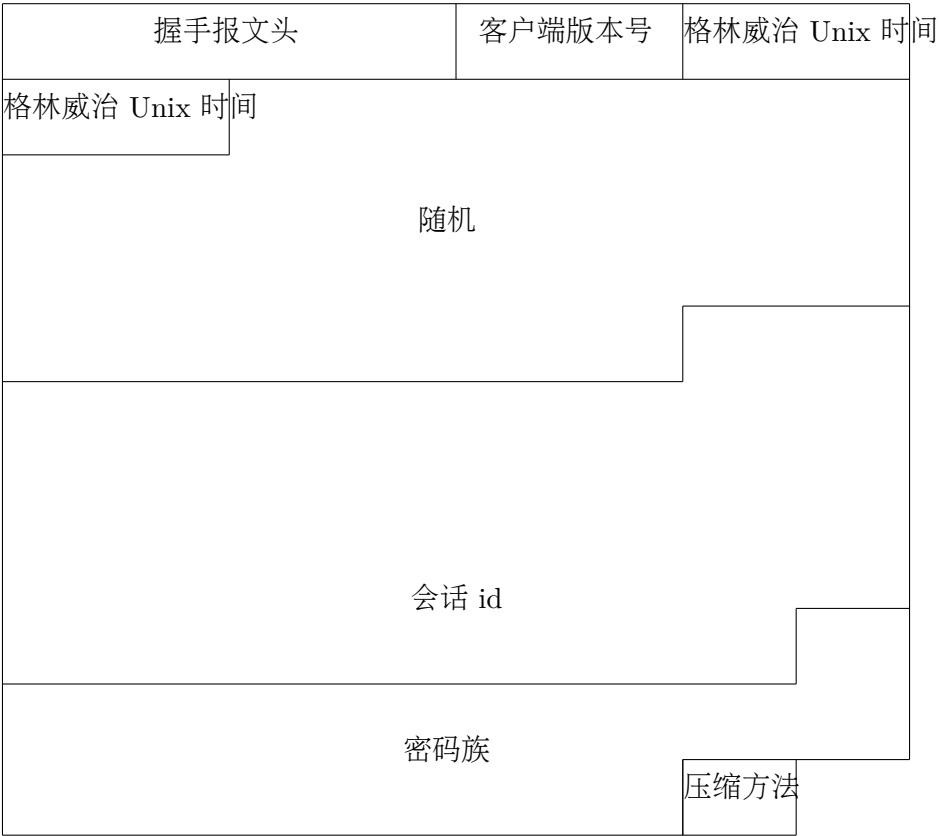 握手报文头 客户端版本号 格林威治 Unix 时间
格林威治 Unix 时间
随机
会话 id
密码族
压缩方法